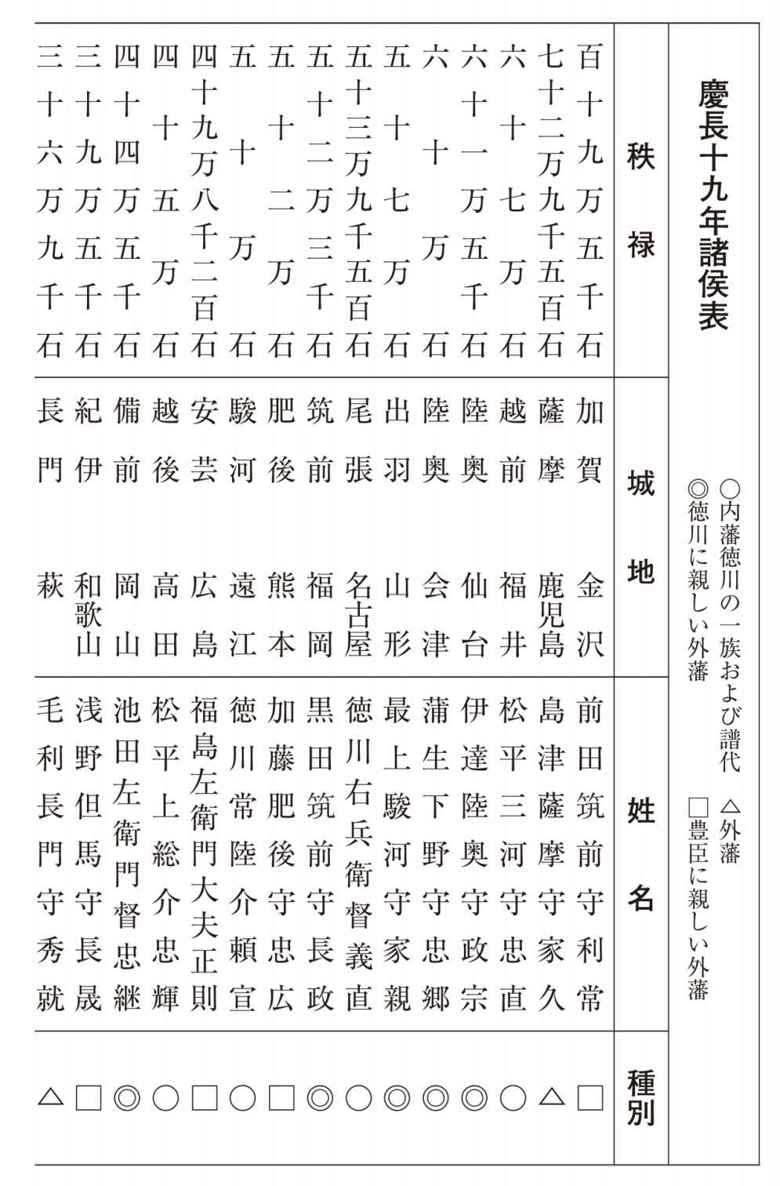 慶長十九年諸侯表
○内藩徳川の一族および譜代　△外藩
◎徳川に親しい外藩　□豊臣に親しい外藩
秩禄　城地　姓名　種別
百十九万五千石　加賀　金沢　前田筑前守利常　□
七十二万九千五百石　薩摩　鹿児島　島津薩摩守家久　△
六十七万石　越前　福井　松平三河守忠直　○
六十一万五千石　陸奥　仙台　伊達陸奥守政宗　◎
六十万石　陸奥　会津　蒲生下野守忠郷　◎
五十七万石　出羽　山形　最上駿河守家親　◎
五十三万九千五百石　尾張　名古屋　徳川右兵衛督義直　○
五十二万三千石　筑前　福岡　黒田筑前守長政　◎
五十二万石　肥後　熊本　加藤肥後守忠広　□
五十万石　駿河　遠江　徳川常陸介頼宣　○
四十九万八千二百石　安芸　広島　福島左衛門大夫正則　□
四十五万石　越後　高田　松平上総介忠輝　○
四十四万五千石　備前　岡山　池田左衛門督忠継　◎
三十九万五千石　紀伊　和歌山　浅野但馬守長晟　□
三十六万九千石　長門　萩　毛利長門守秀就　△